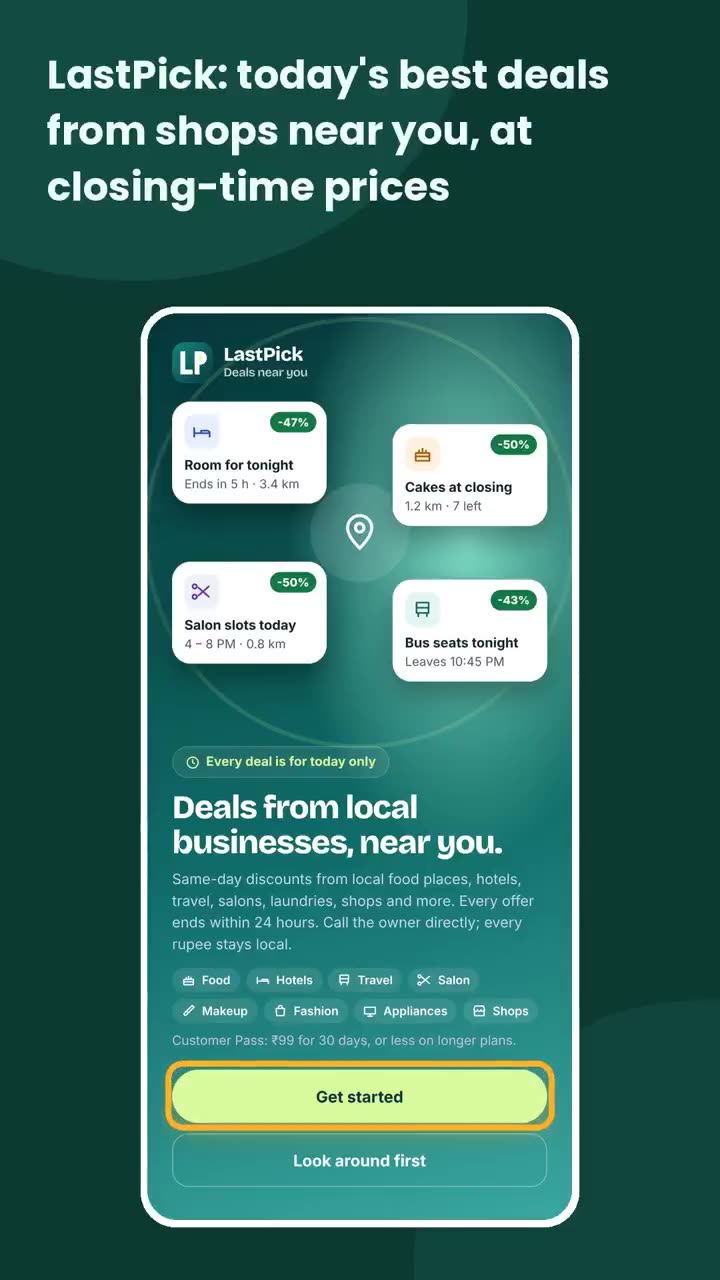 LastPick: today's best deals
from shops near you, at
closing-time prices
LP
LastPick
Deals near you
-47%
Room for tonight
Ends in 5 h · 3.4 km
-50%
Cakes at closing
1.2 km · 7 left
-50%
Salon slots today
4 – 8 PM · 0.8 km
-43%
Bus seats tonight
Leaves 10:45 PM
Every deal is for today only
Deals from local
businesses, near you.
Same-day discounts from local food places, hotels,
travel, salons, laundries, shops and more. Every offer
ends within 24 hours. Call the owner directly; every
rupee stays local.
Food
Hotels
Travel
Salon
Makeup
Fashion
Appliances
Shops
Customer Pass: ₹99 for 30 days, or less on longer plans.
Get started
Look around first